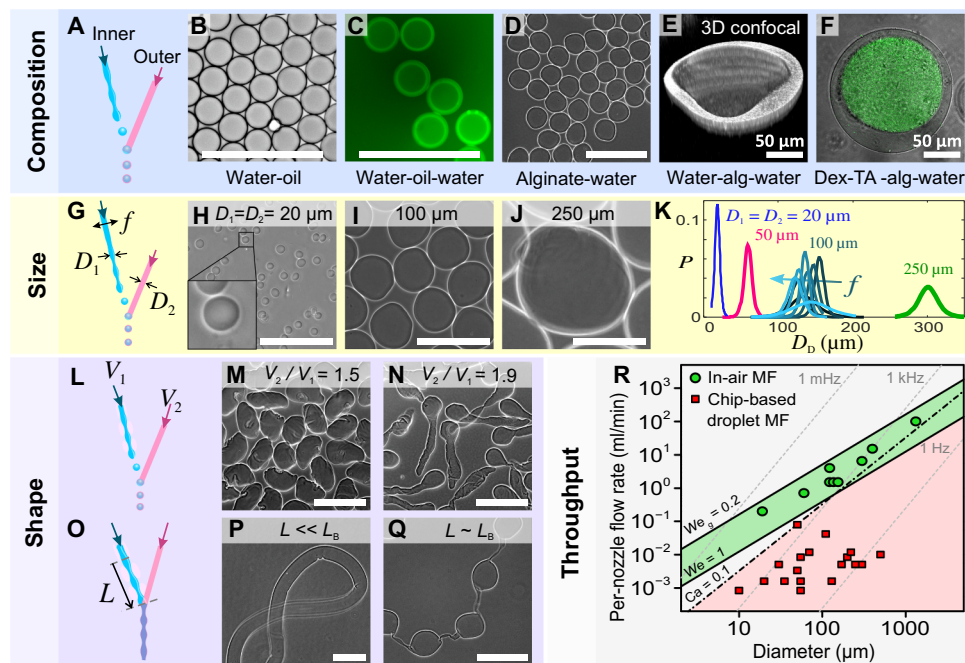 Composition
A
Inner
Outer
B
Water-oil
C
Water-oil-water
D
Alginate-water
E
3D confocal
50 µm
Water-alg-water
F
50 µm
Dex-TA -alg-water
Size
G
f
D1
D2
H D1=D2= 20 µm
I 100 µm
J 250 µm
K
0.1
P
0
D1 = D2 = 20 µm
50 µm
100 µm
f
250 µm
0 100 200 300
DD (µm)
Shape
L
V1
V2
M V2 / V1 = 1.5
N V2 / V1 = 1.9
O
L
P L << LB
Q L ~ LB
Throughput
R
In-air MF
Chip-based
droplet MF
1 mHz
1 kHz
1 Hz
Weg = 0.2
We = 1
Ca = 0.1
Per-nozzle flow rate (ml/min)
10³
10²
10¹
10⁰
10⁻¹
10⁻²
10⁻³
10 100 1000
Diameter (µm)